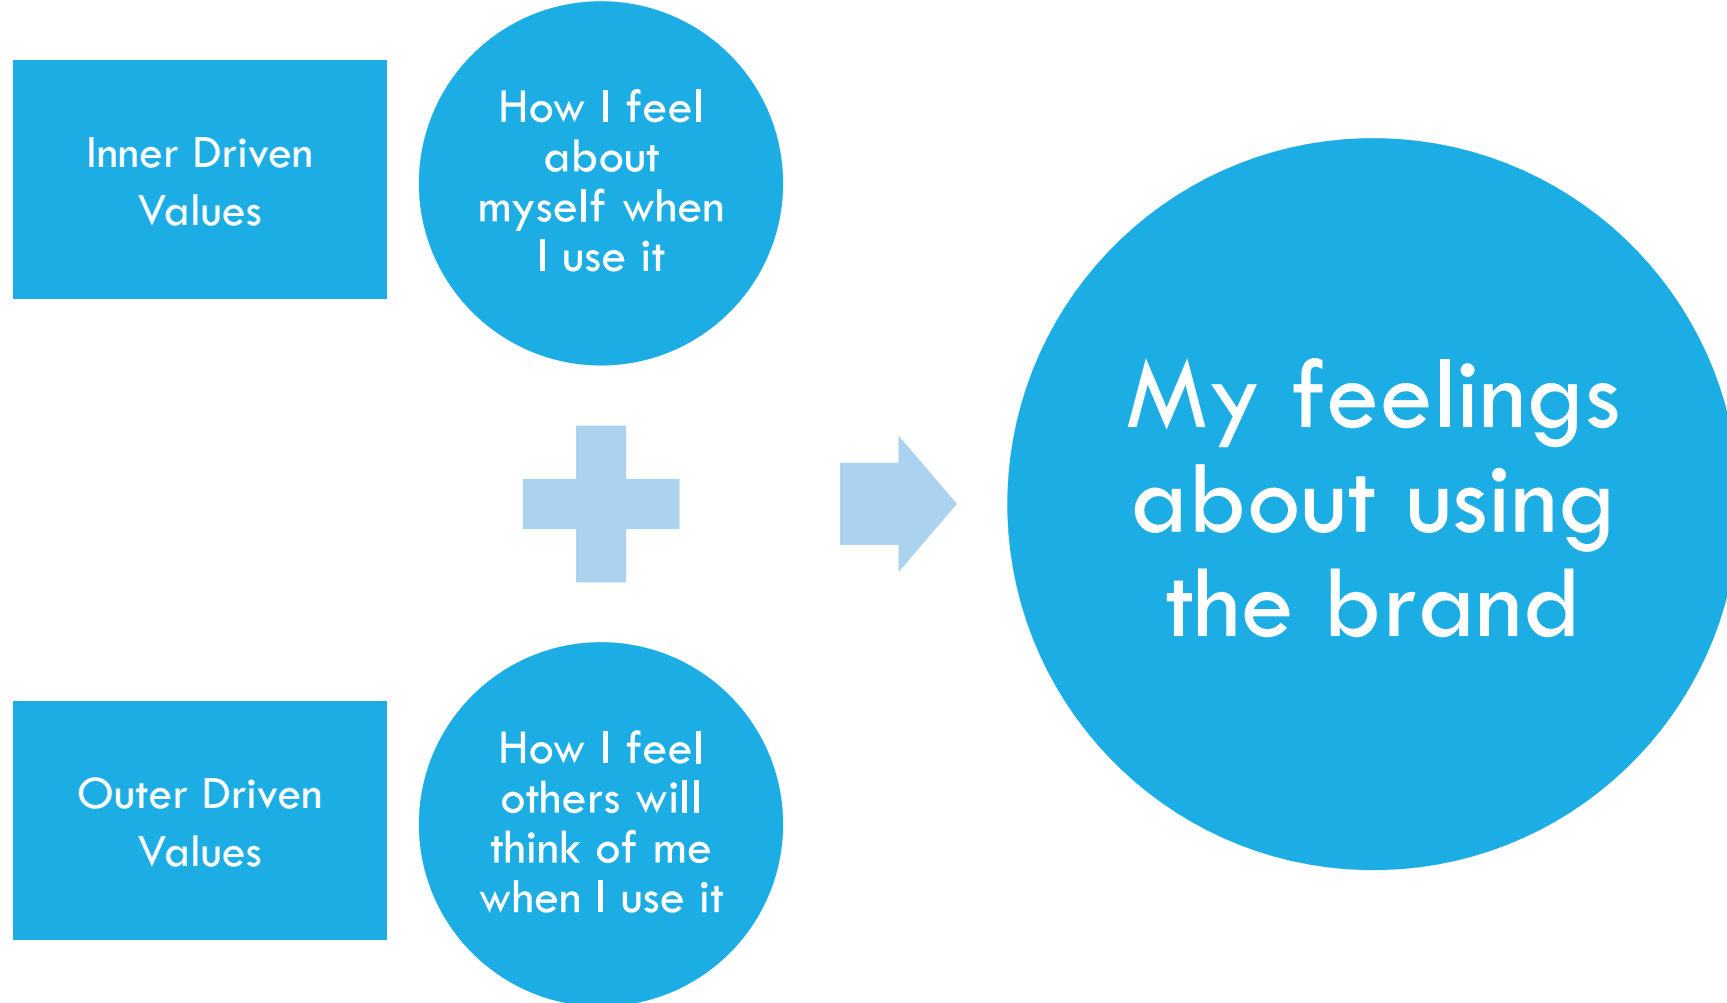 Inner Driven
Values
How I feel
about
myself when
I use it
Outer Driven
Values
How I feel
others will
think of me
when I use it
My feelings
about using
the brand